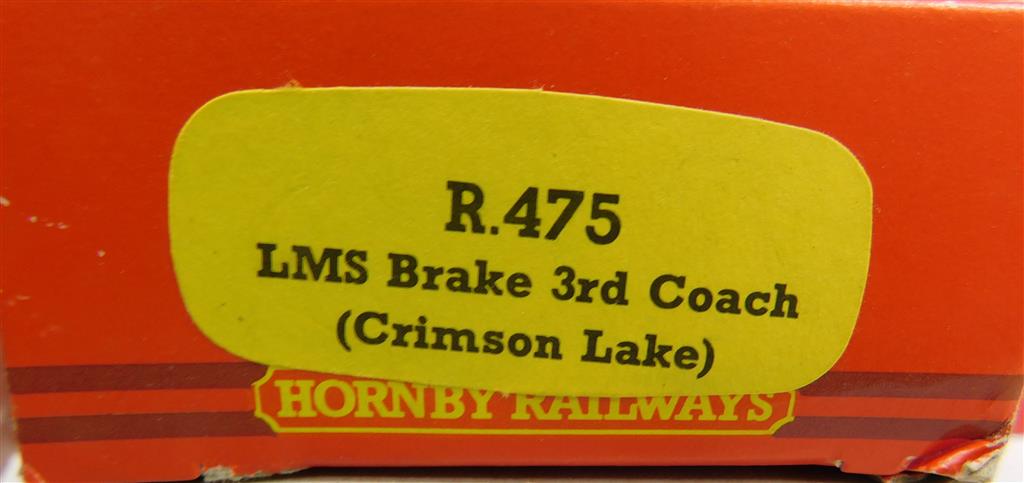 R.475
LMS Brake 3rd Coach
(Crimson Lake)
HORNBY RAILWAYS